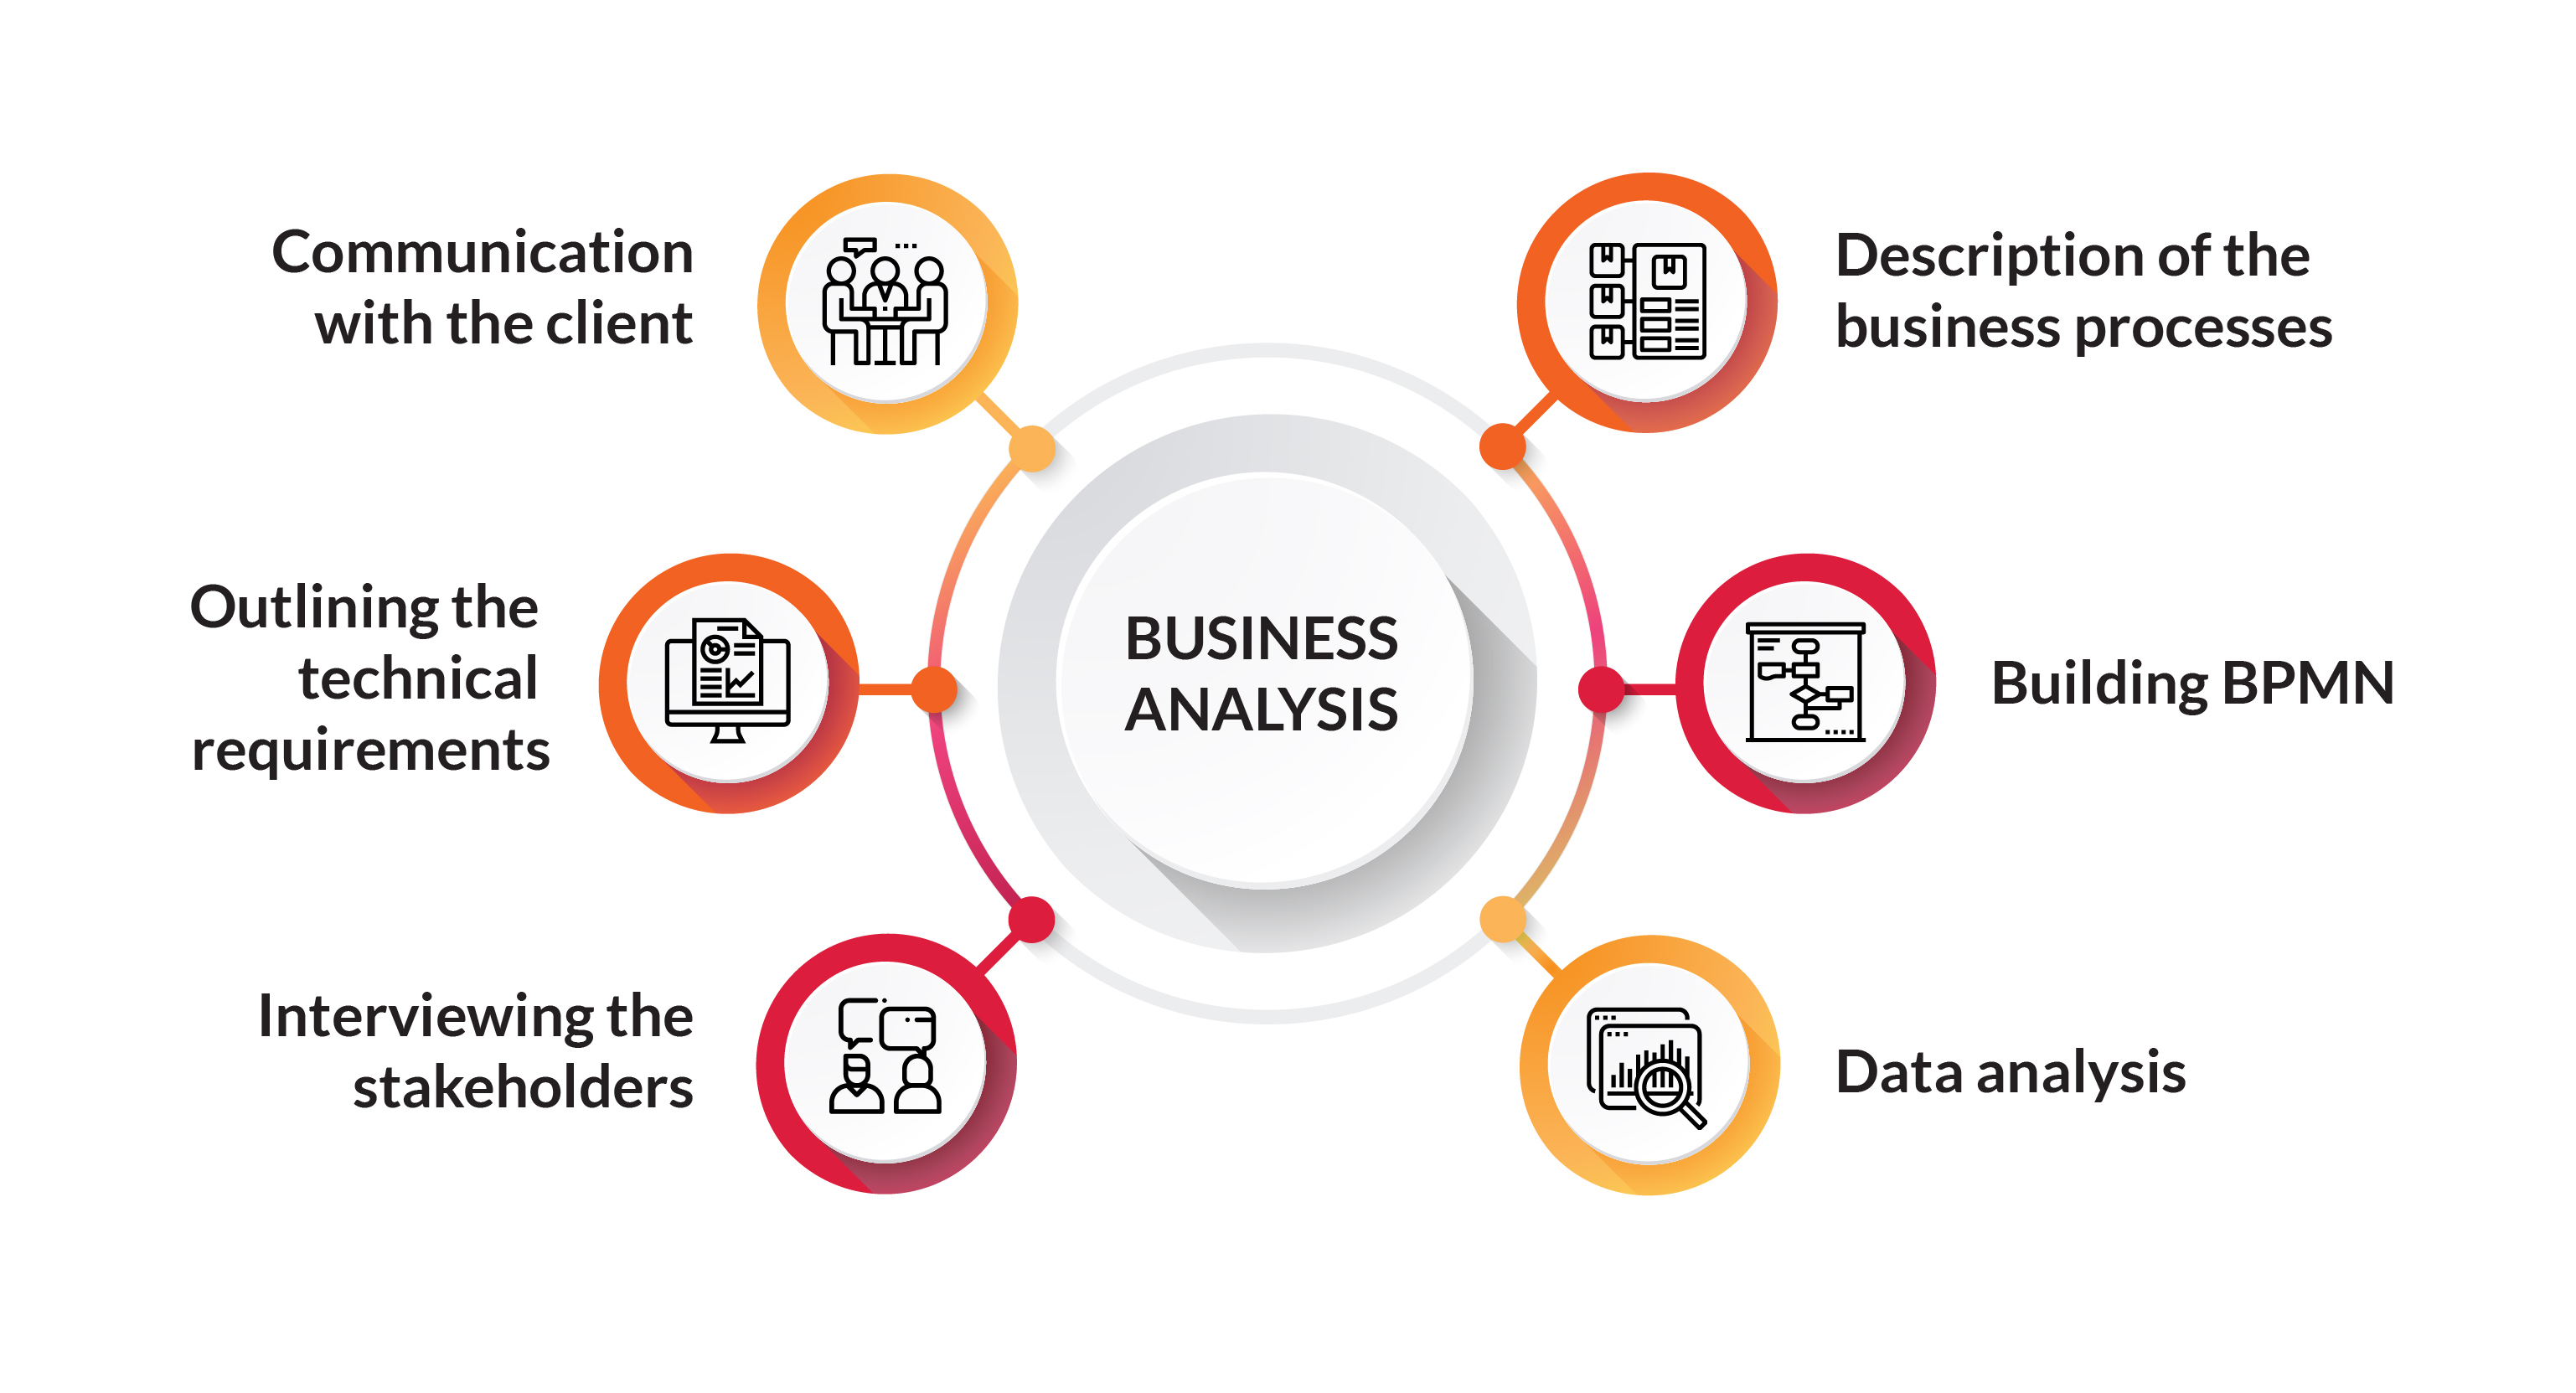 Communication
with the client
Outlining the
technical
requirements
Interviewing the
stakeholders
BUSINESS
ANALYSIS
Description of the
business processes
Building BPMN
Data analysis